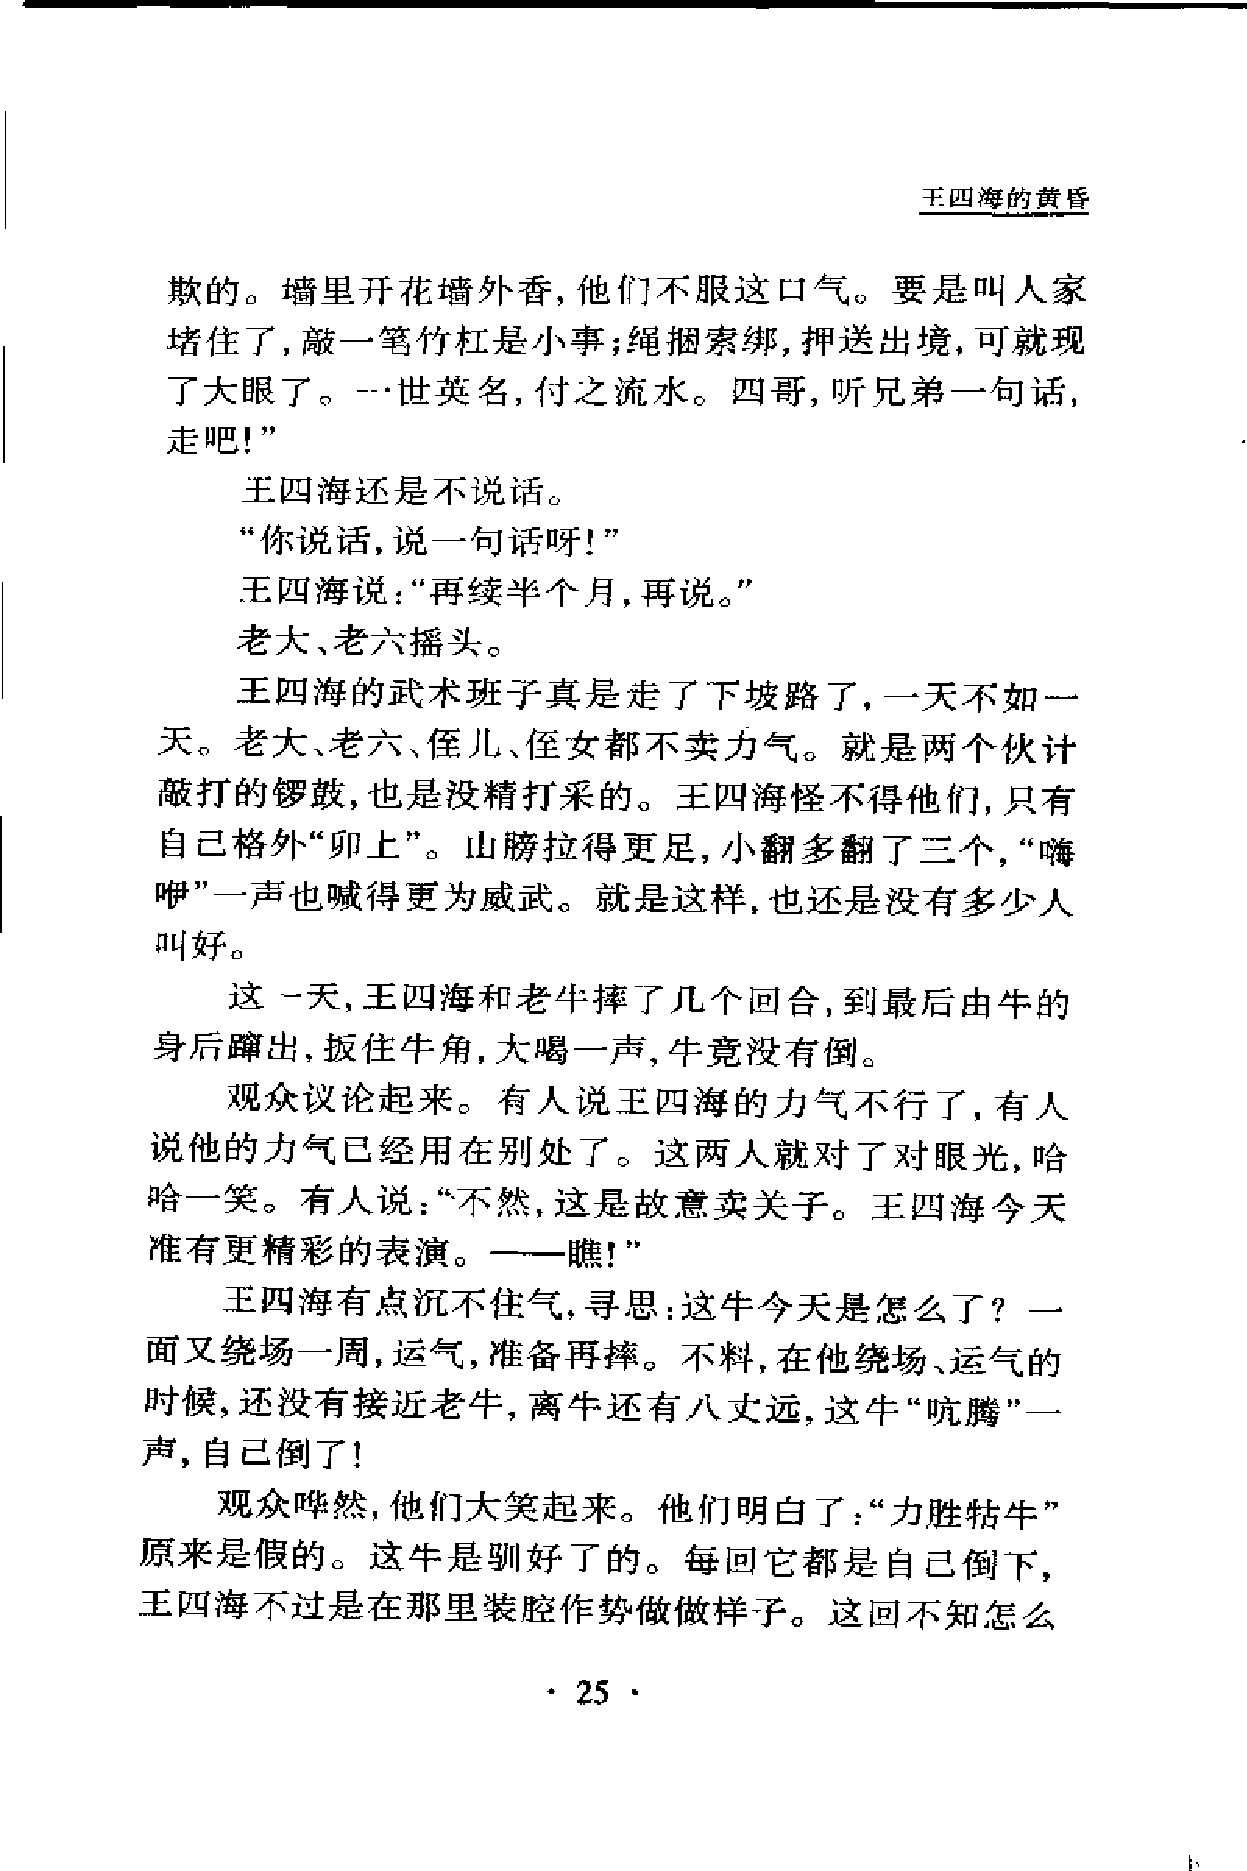 王四海的黄昏
欺的。墙里开花墙外香，他们不服这口气。要是叫人家
堵住了，敲一笔竹杠是小事；绳捆索绑，押送出境，可就现
了大眼了。一世英名，付之流水。四哥，听兄弟一句话，
走吧！”
王四海还是不说话。
“你说话，说一句话呀！”
王四海说：“再续半个月，再说。”
老大、老六摇头。
王四海的武术班子真是走了下坡路了，一天不如一
天。老大、老六、侄儿、侄女都不卖力气。就是两个伙计
敲打的锣鼓，也是没精打采的。王四海怪不得他们，只有
自己格外“卯上”。山膀拉得更足，小翻多翻了三个，“嗨
咿”一声也喊得更为威武。就是这样，也还是没有多少人
叫好。
这一天，王四海和老牛摔了几个回合，到最后由牛的
身后蹿出，扳住牛角，大喝一声，牛竟没有倒。
观众议论起来。有人说王四海的力气不行了，有人
说他的力气已经用在别处了。这两人就对了对眼光，哈
哈一笑。有人说：“不然，这是故意卖关子。王四海今天
准有更精彩的表演。——瞧！”
王四海有点沉不住气，寻思：这牛今天是怎么了？一
面又绕场一周，运气，准备再摔。不料，在他绕场、运气的
时候，还没有接近老牛，离牛还有八丈远，这牛“吭腾”一
声，自己倒了！
观众哗然，他们大笑起来。他们明白了：“力胜牯牛”
原来是假的。这牛是驯好了的。每回它都是自己倒下，
王四海不过是在那里装腔作势做做样子。这回不知怎么
· 25 ·